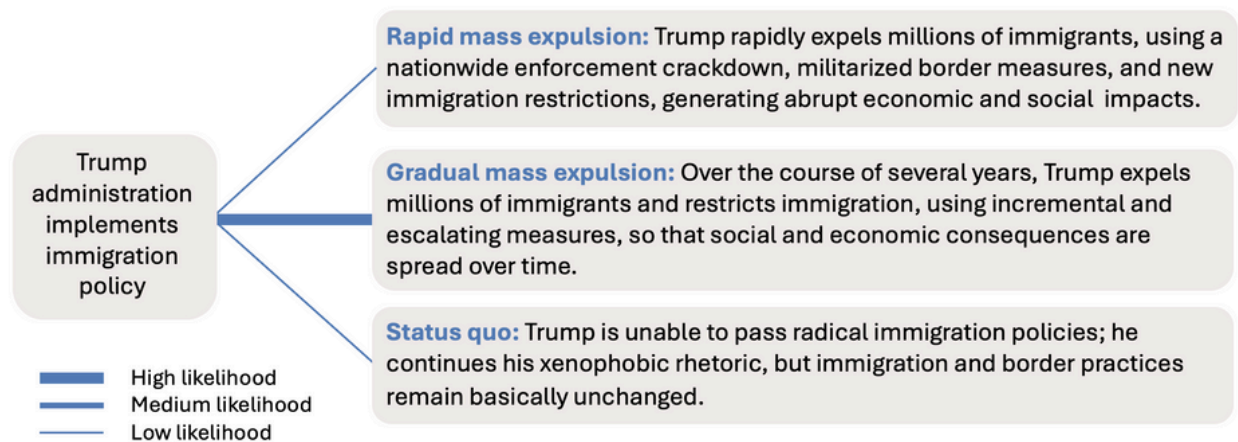 Rapid mass expulsion: Trump rapidly expels millions of immigrants, using a
nationwide enforcement crackdown, militarized border measures, and new
immigration restrictions, generating abrupt economic and social impacts.
Trump
administration
implements
immigration
policy
Gradual mass expulsion: Over the course of several years, Trump expels
millions of immigrants and restricts immigration, using incremental and
escalating measures, so that social and economic consequences are
spread over time.
Status quo: Trump is unable to pass radical immigration policies; he
continues his xenophobic rhetoric, but immigration and border practices
remain basically unchanged.
High likelihood
Medium likelihood
Low likelihood